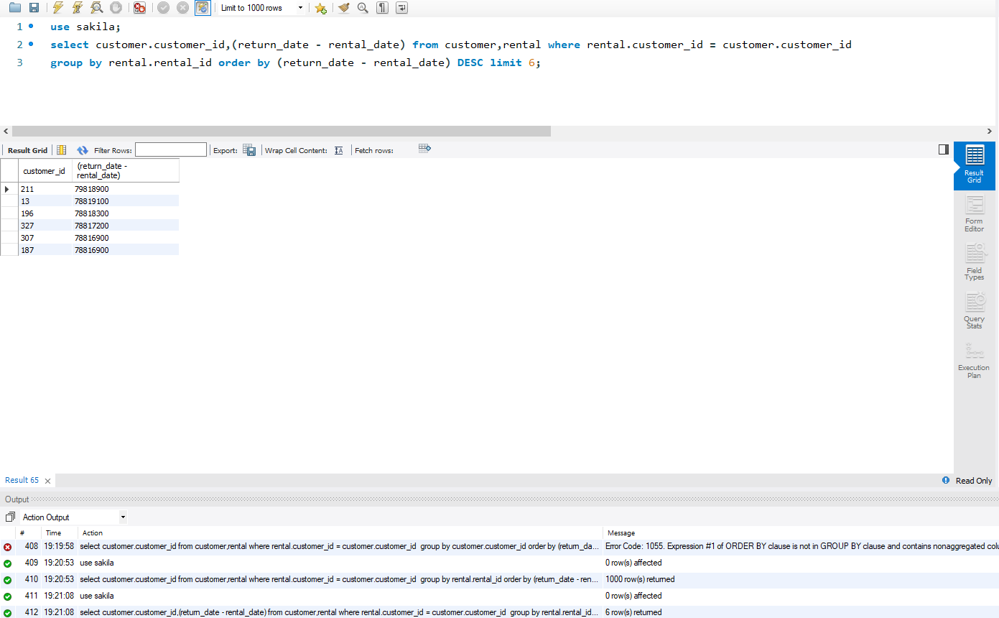 Limit to 1000 rows
1 use sakila;
2 select customer.customer_id,(return_date - rental_date) from customer,rental where rental.customer_id = customer.customer_id
3 group by rental.rental_id order by (return_date - rental_date) DESC limit 6;
Result Grid Filter Rows: Export: Wrap Cell Content: Fetch rows:
customer_id (return_date - rental_date)
211 79818900
13 78819100
196 78818300
327 78817200
307 78816900
187 78816900
Result
Grid
Form
Editor
Field
Types
Query
Stats
Execution
Plan
Result 65
Read Only
Output
Action Output
# Time Action Message
408 19:19:58 select customer.customer_id from customer,rental where rental.customer_id = customer.customer_id group by customer.customer_id order by (return_da... Error Code: 1055. Expression #1 of ORDER BY clause is not in GROUP BY clause and contains nonaggregated colu
409 19:20:53 use sakila 0 row(s) affected
410 19:20:53 select customer.customer_id from customer,rental where rental.customer_id = customer.customer_id group by rental.rental_id order by (return_date - ren... 1000 row(s) returned
411 19:21:08 use sakila 0 row(s) affected
412 19:21:08 select customer.customer_id,(return_date - rental_date) from customer,rental where rental.customer_id = customer.customer_id group by rental.rental_id... 6 row(s) returned